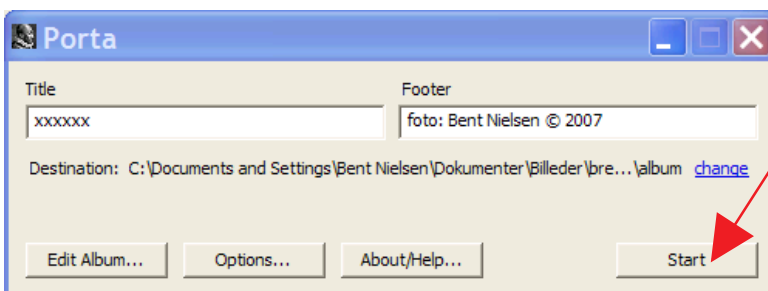 Porta
Title Footer
xxxxxx foto: Bent Nielsen © 2007
Destination: C:\Documents and Settings\Bent Nielsen\Dokumenter\Billeder\bre...\album change
Edit Album... Options... About/Help... Start